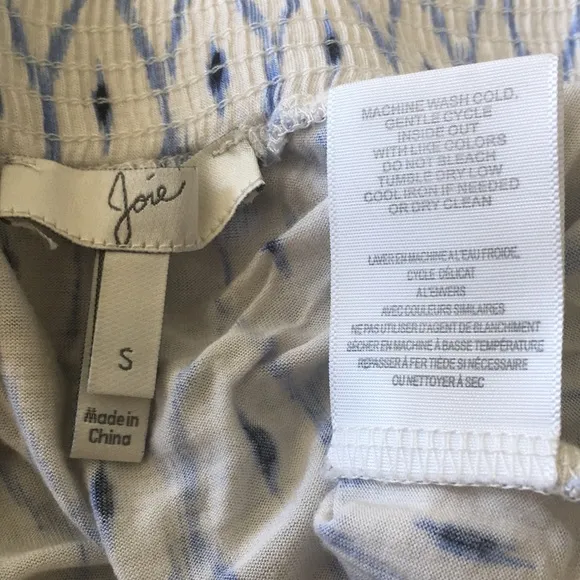 Joie
S
Made in
China
MACHINE WASH COLD,
GENTLE CYCLE
INSIDE OUT
WITH LIKE COLORS
DO NOT BLEACH
TUMBLE DRY LOW
COOL IRON IF NEEDED
OR DRY CLEAN
LAVER EN MACHINE A L'EAU FROIDE,
CYCLE DÉLICAT
A L'ENVERS
AVEC COULEURS SIMILAIRES
NE PAS UTILISER D'AGENT DE BLANCHIMENT
SÉCHER EN MACHINE À BASSE TEMPÉRATURE
REPASSER À FER TIÈDE SI NÉCESSAIRE
OU NETTOYER À SEC